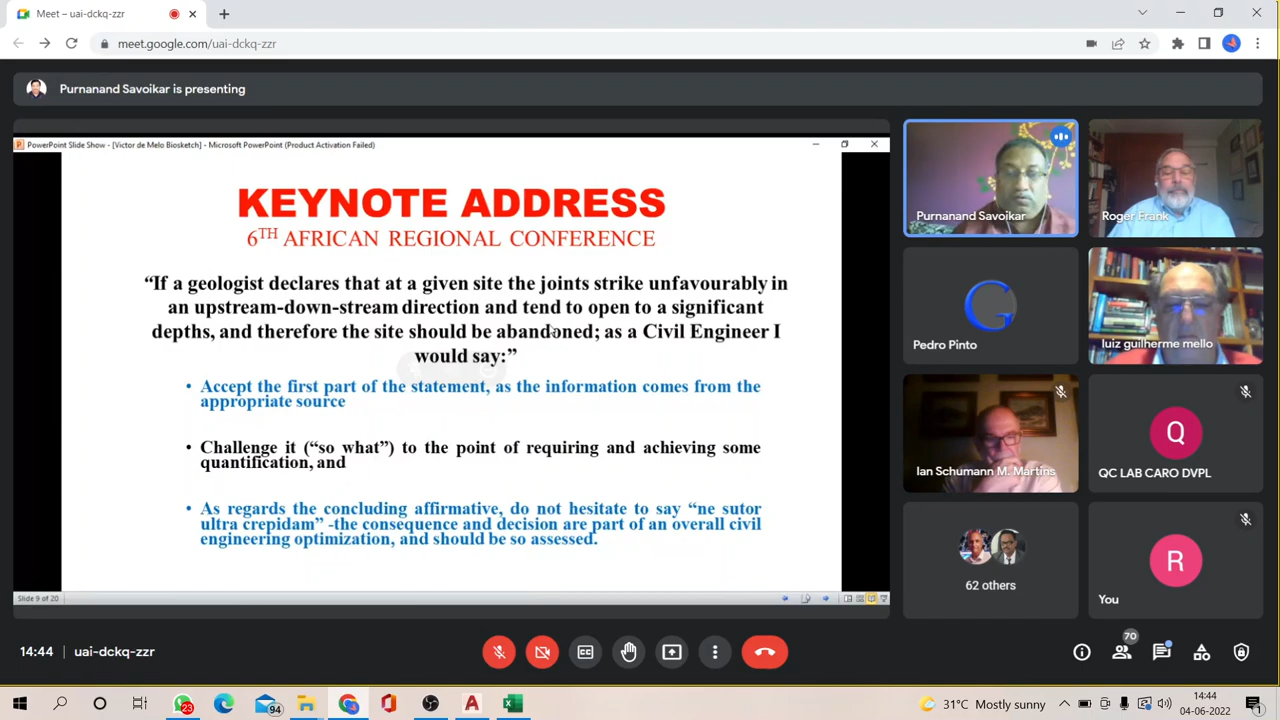 Meet – uai-dckq-zzr
meet.google.com/uai-dckq-zzr
Purnanand Savoikar is presenting
PowerPoint Slide Show - [Victor de Melo Biosketch] - Microsoft PowerPoint (Product Activation Failed)
KEYNOTE ADDRESS
6TH AFRICAN REGIONAL CONFERENCE
“If a geologist declares that at a given site the joints strike unfavourably in
an upstream-down-stream direction and tend to open to a significant
depths, and therefore the site should be abandoned; as a Civil Engineer I
would say:”
• Accept the first part of the statement, as the information comes from the
appropriate source
• Challenge it (“so what”) to the point of requiring and achieving some
quantification, and
• As regards the concluding affirmative, do not hesitate to say “ne sutor
ultra crepidam” -the consequence and decision are part of an overall civil
engineering optimization, and should be so assessed.
Slide 9 of 20
Purnanand Savoikar
Roger Frank
G
Pedro Pinto
luiz guilherme mello
Ian Schumann M. Martins
Q
QC LAB CARO DVPL
62 others
R
You
14:44 | uai-dckq-zzr
70
23
94
31°C Mostly sunny
14:44
04-06-2022
1